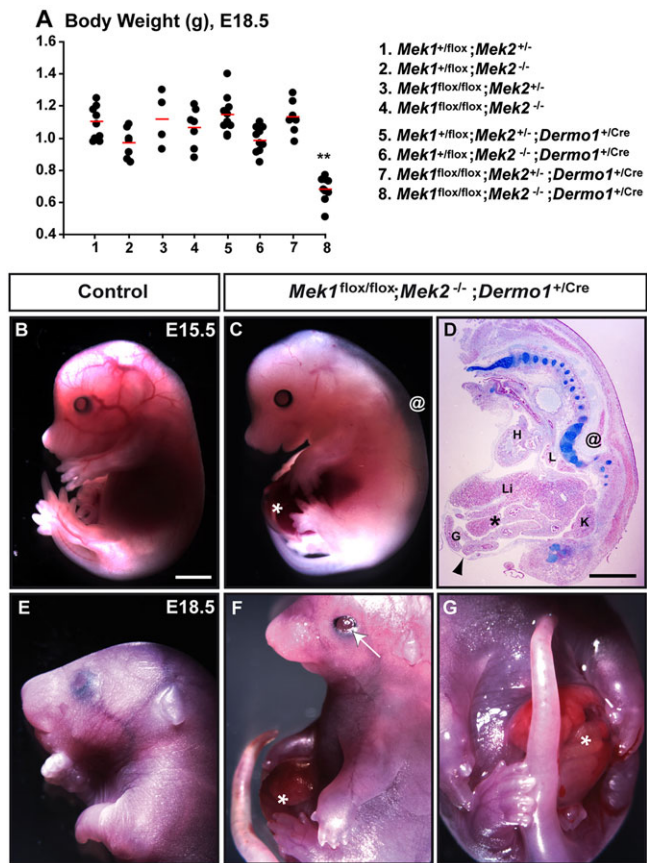 A Body Weight (g), E18.5
1.6
1.4
1.2
1.0
0.8
0.6
0.4
**
1 2 3 4 5 6 7 8
1. Mek1+/flox;Mek2+/-
2. Mek1+/flox;Mek2-/-
3. Mek1flox/flox;Mek2+/-
4. Mek1flox/flox;Mek2-/-
5. Mek1+/flox;Mek2+/-;Dermo1+/Cre
6. Mek1+/flox;Mek2-/-;Dermo1+/Cre
7. Mek1flox/flox;Mek2+/-;Dermo1+/Cre
8. Mek1flox/flox;Mek2-/-;Dermo1+/Cre
Control
Mek1flox/flox;Mek2-/-;Dermo1+/Cre
B E15.5
C
@
*
D
@
H
L
Li
*
G
K
E E18.5
F
*
G
*